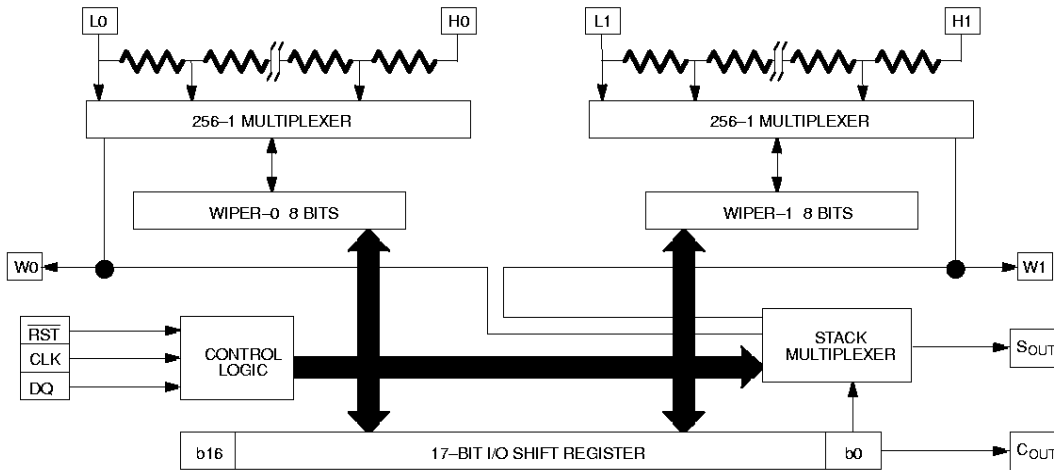 L0
H0
L1
H1
256–1 MULTIPLEXER
256–1 MULTIPLEXER
WIPER–0 8 BITS
WIPER–1 8 BITS
W0
W1
RST
CLK
DQ
CONTROL
LOGIC
STACK
MULTIPLEXER
SOUT
b16
17–BIT I/O SHIFT REGISTER
b0
COUT